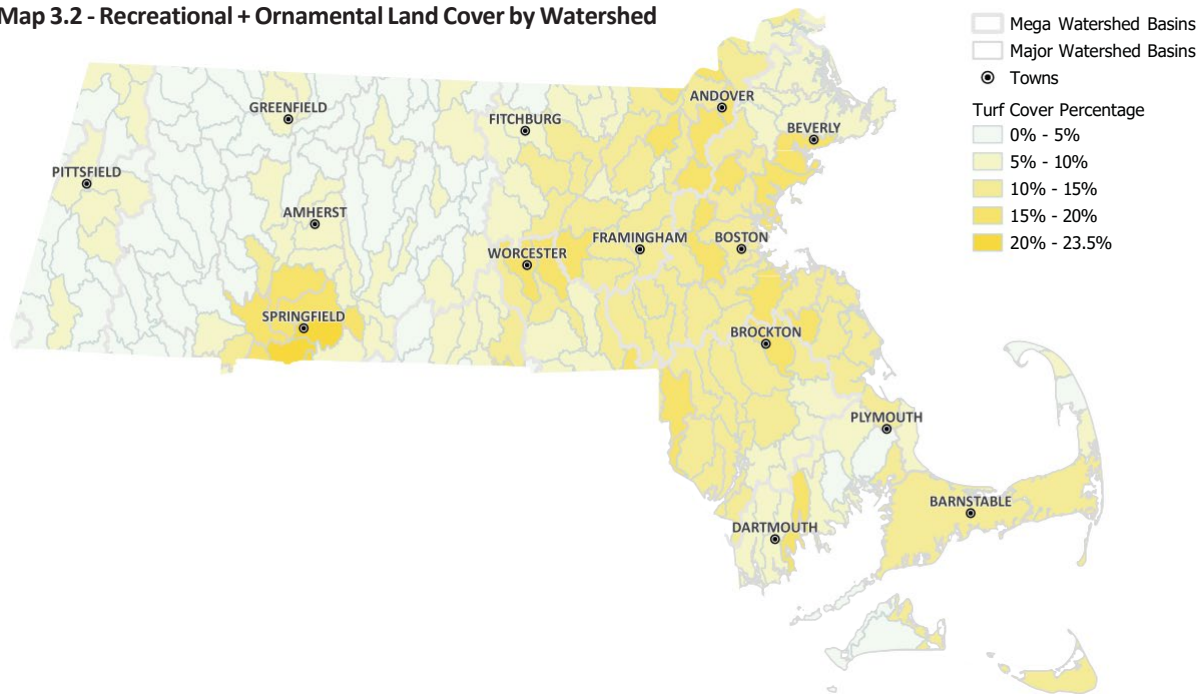 Map 3.2 - Recreational + Ornamental Land Cover by Watershed
Mega Watershed Basins
Major Watershed Basins
Towns
Turf Cover Percentage
0% - 5%
5% - 10%
10% - 15%
15% - 20%
20% - 23.5%
ANDOVER
GREENFIELD
FITCHBURG
BEVERLY
PITTSFIELD
AMHERST
FRAMINGHAM
BOSTON
WORCESTER
SPRINGFIELD
BROCKTON
PLYMOUTH
BARNSTABLE
DARTMOUTH